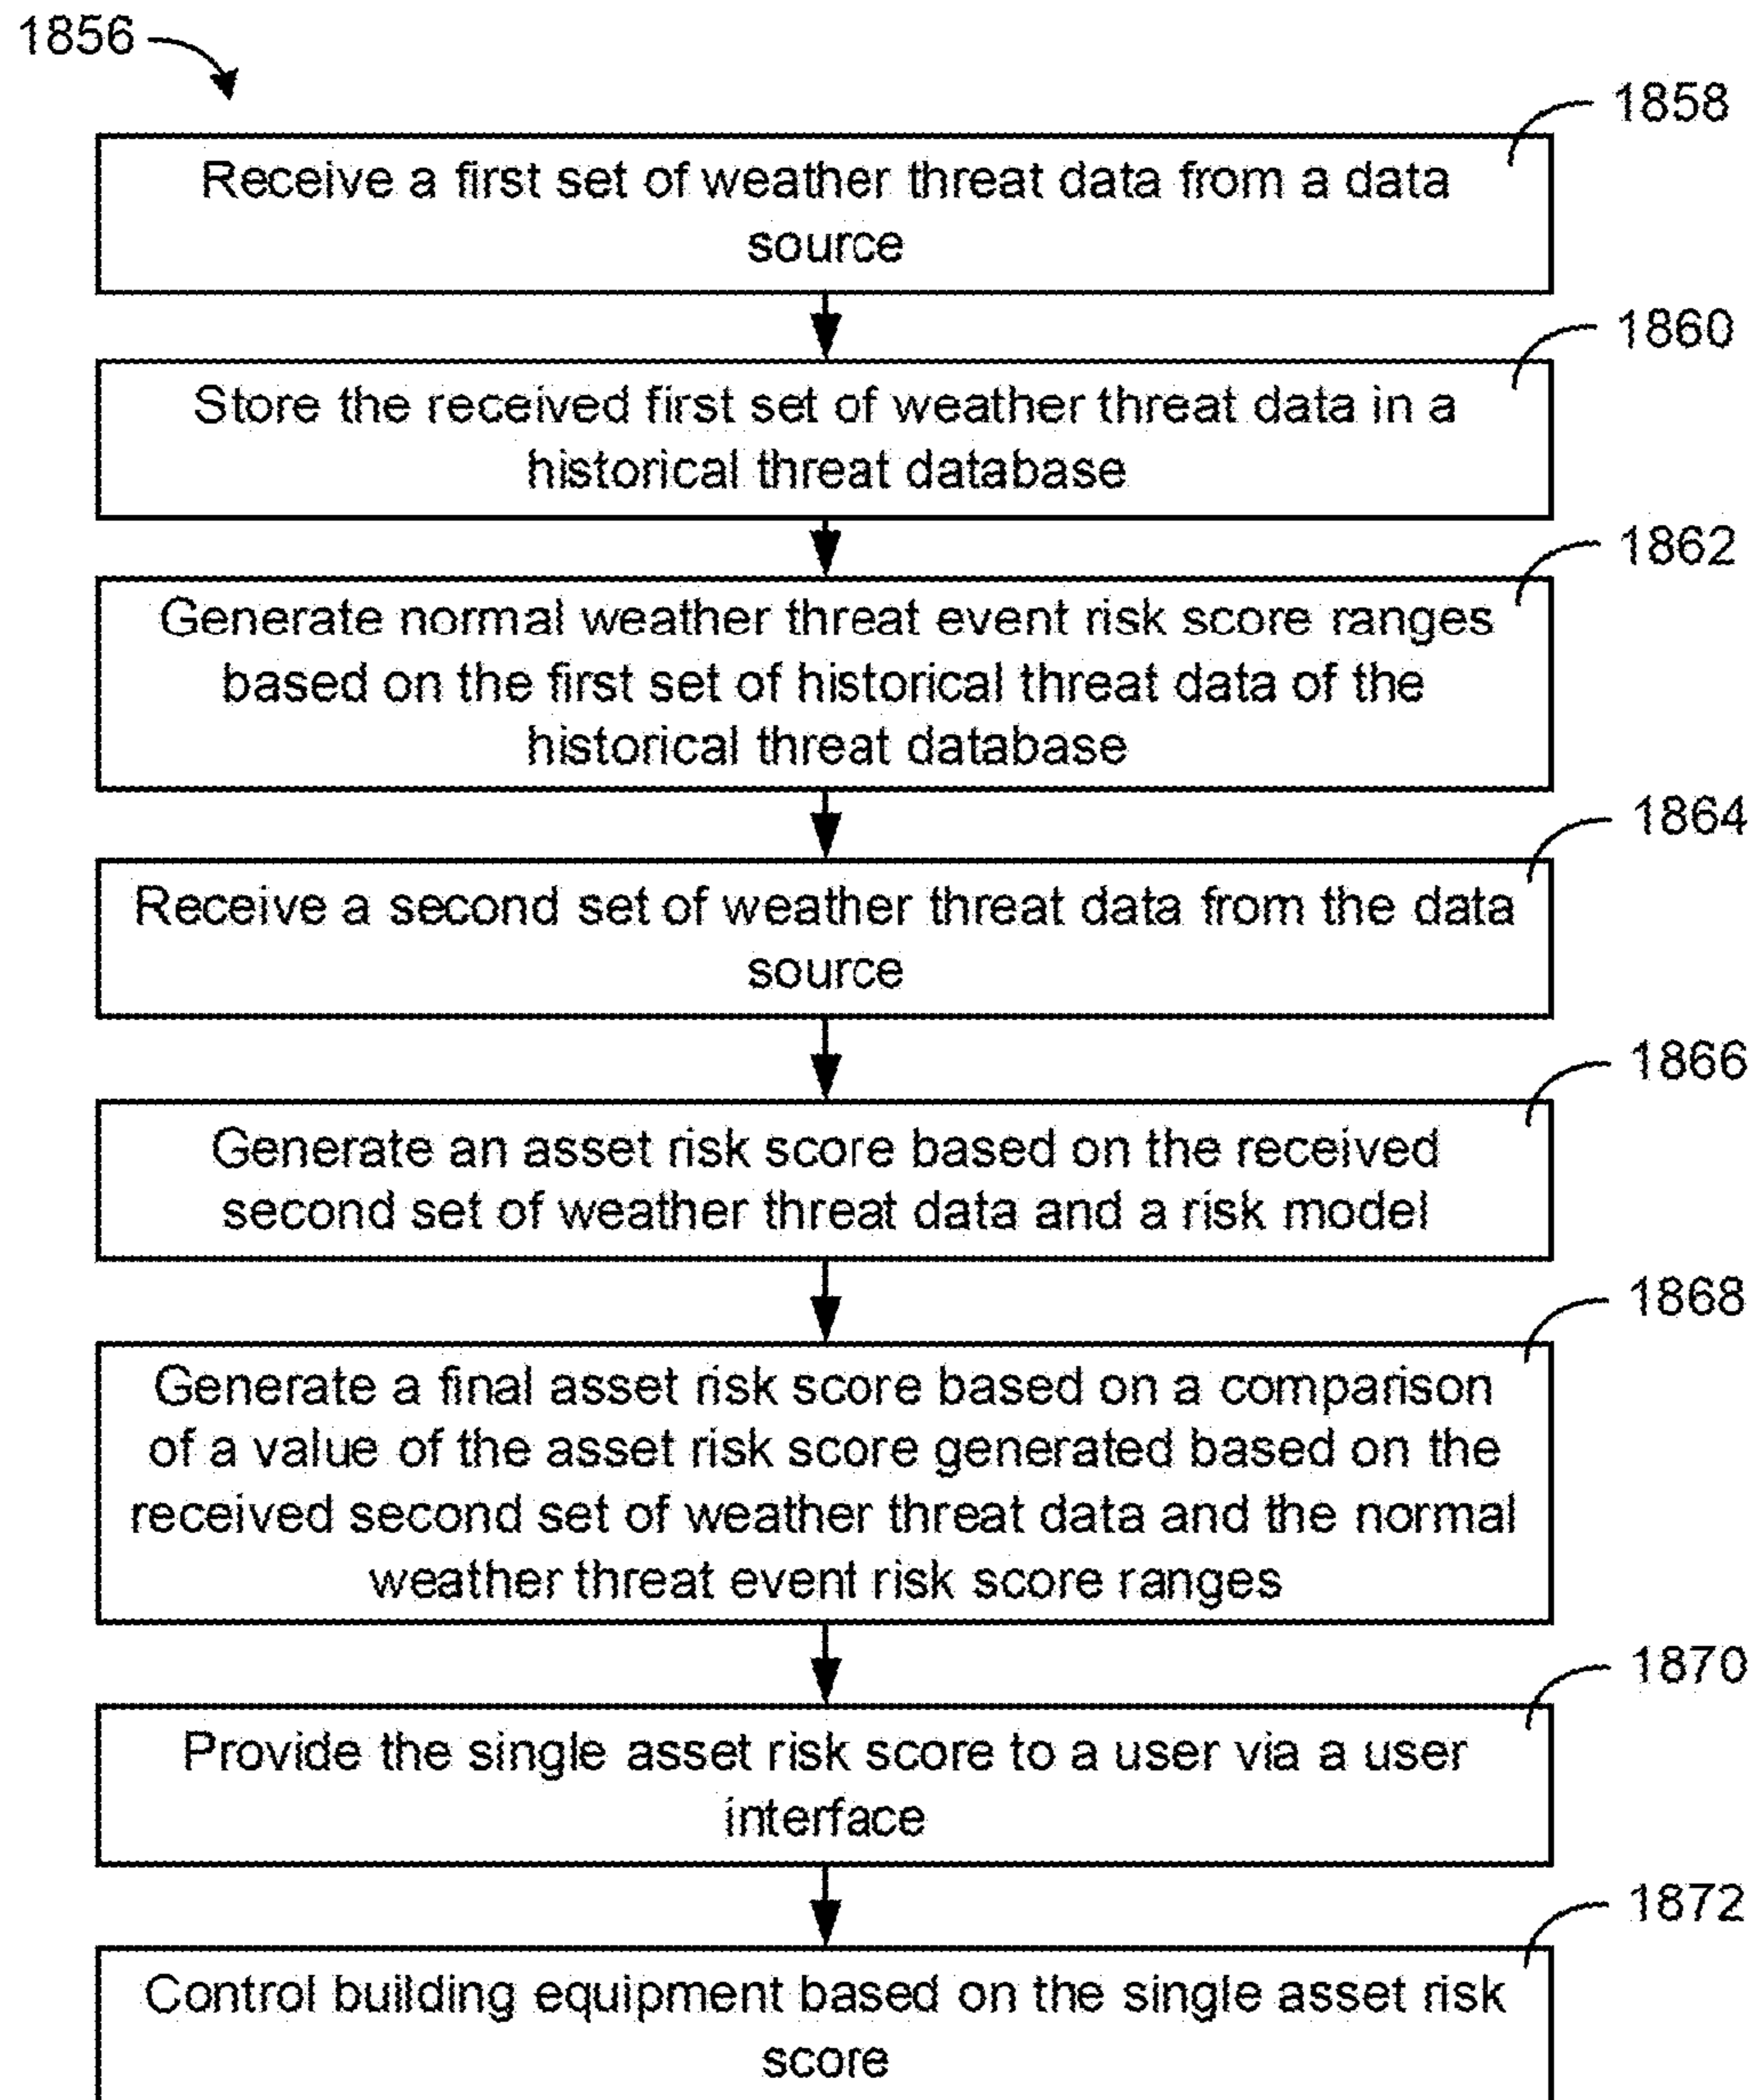 1856
1858
Receive a first set of weather threat data from a data
source
1860
Store the received first set of weather threat data in a
historical threat database
1862
Generate normal weather threat event risk score ranges
based on the first set of historical threat data of the
historical threat database
1864
Receive a second set of weather threat data from the data
source
1866
Generate an asset risk score based on the received
second set of weather threat data and a risk model
1868
Generate a final asset risk score based on a comparison
of a value of the asset risk score generated based on the
received second set of weather threat data and the normal
weather threat event risk score ranges
1870
Provide the single asset risk score to a user via a user
interface
1872
Control building equipment based on the single asset risk
score